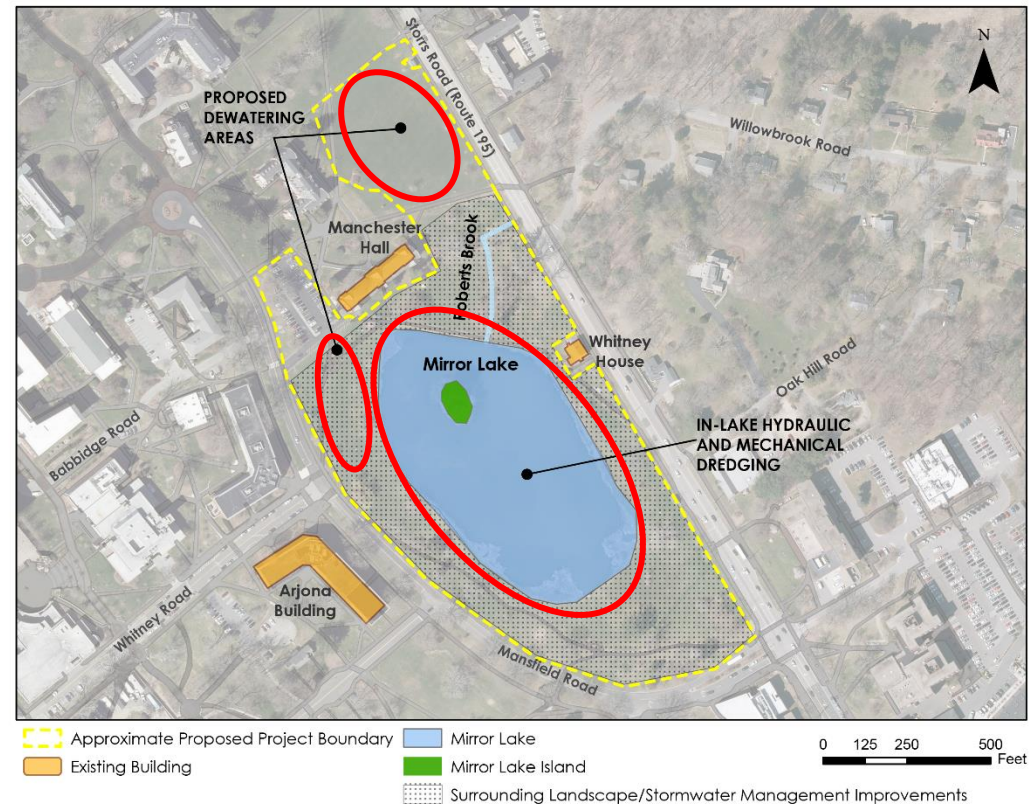 N
Storrs Road (Route 195)
PROPOSED
DEWATERING
AREAS
Willowbrook Road
Manchester
Hall
Roberts Brook
Whitney
House
Mirror Lake
Oak Hill Road
Babbidge Road
IN-LAKE HYDRAULIC
AND MECHANICAL
DREDGING
Arjona
Building
Whitney Road
Mansfield Road
Approximate Proposed Project Boundary
Mirror Lake
Existing Building
Mirror Lake Island
Surrounding Landscape/Stormwater Management Improvements
0 125 250 500
Feet